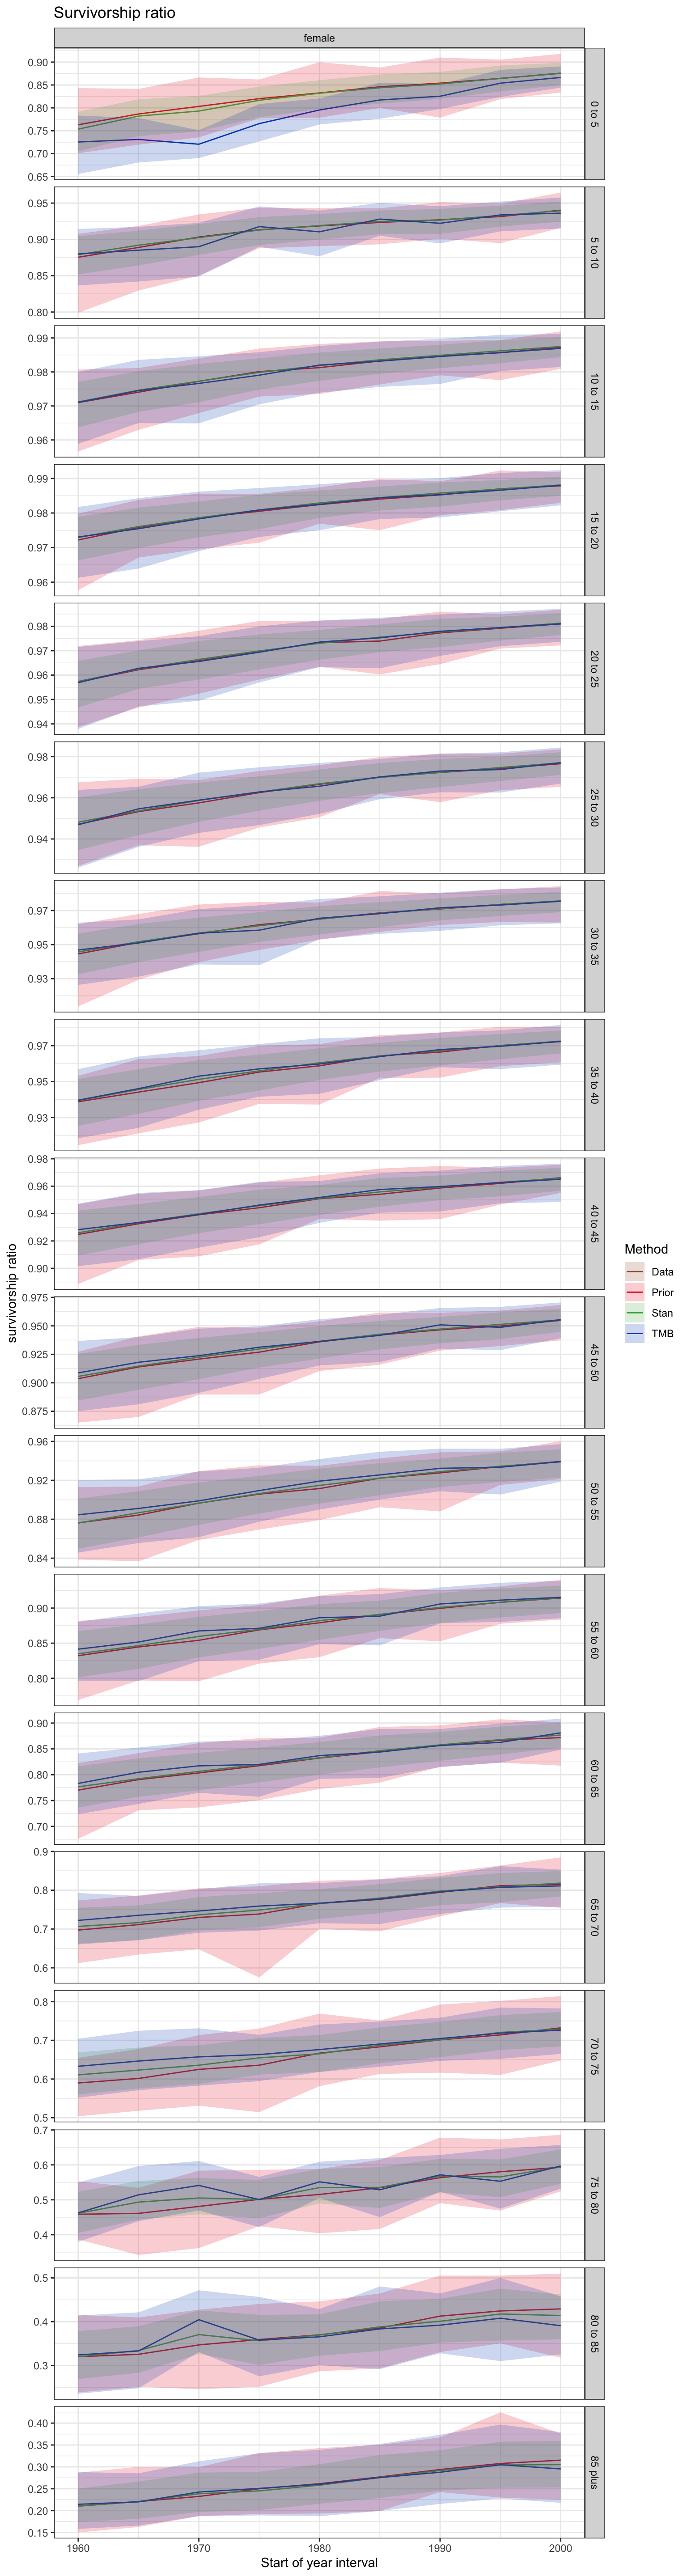 Survivorship ratio
female
0.90
0.85
0.80
0.75
0.70
0.65
0 to 5
0.95
0.90
0.85
0.80
5 to 10
0.99
0.98
0.97
0.96
10 to 15
0.99
0.98
0.97
0.96
15 to 20
0.98
0.97
0.96
0.95
0.94
20 to 25
0.98
0.96
0.94
25 to 30
0.97
0.95
0.93
30 to 35
0.97
0.95
0.93
35 to 40
0.98
0.96
0.94
0.92
0.90
40 to 45
survivorship ratio
0.975
0.950
0.925
0.900
0.875
45 to 50
0.96
0.92
0.88
0.84
50 to 55
0.90
0.85
0.80
55 to 60
0.90
0.85
0.80
0.75
0.70
60 to 65
0.9
0.8
0.7
0.6
65 to 70
0.8
0.7
0.6
0.5
70 to 75
0.7
0.6
0.5
0.4
75 to 80
0.5
0.4
0.3
80 to 85
0.40
0.35
0.30
0.25
0.20
0.15
85 plus
1960 1970 1980 1990 2000
Start of year interval
Method
Data
Prior
Stan
TMB